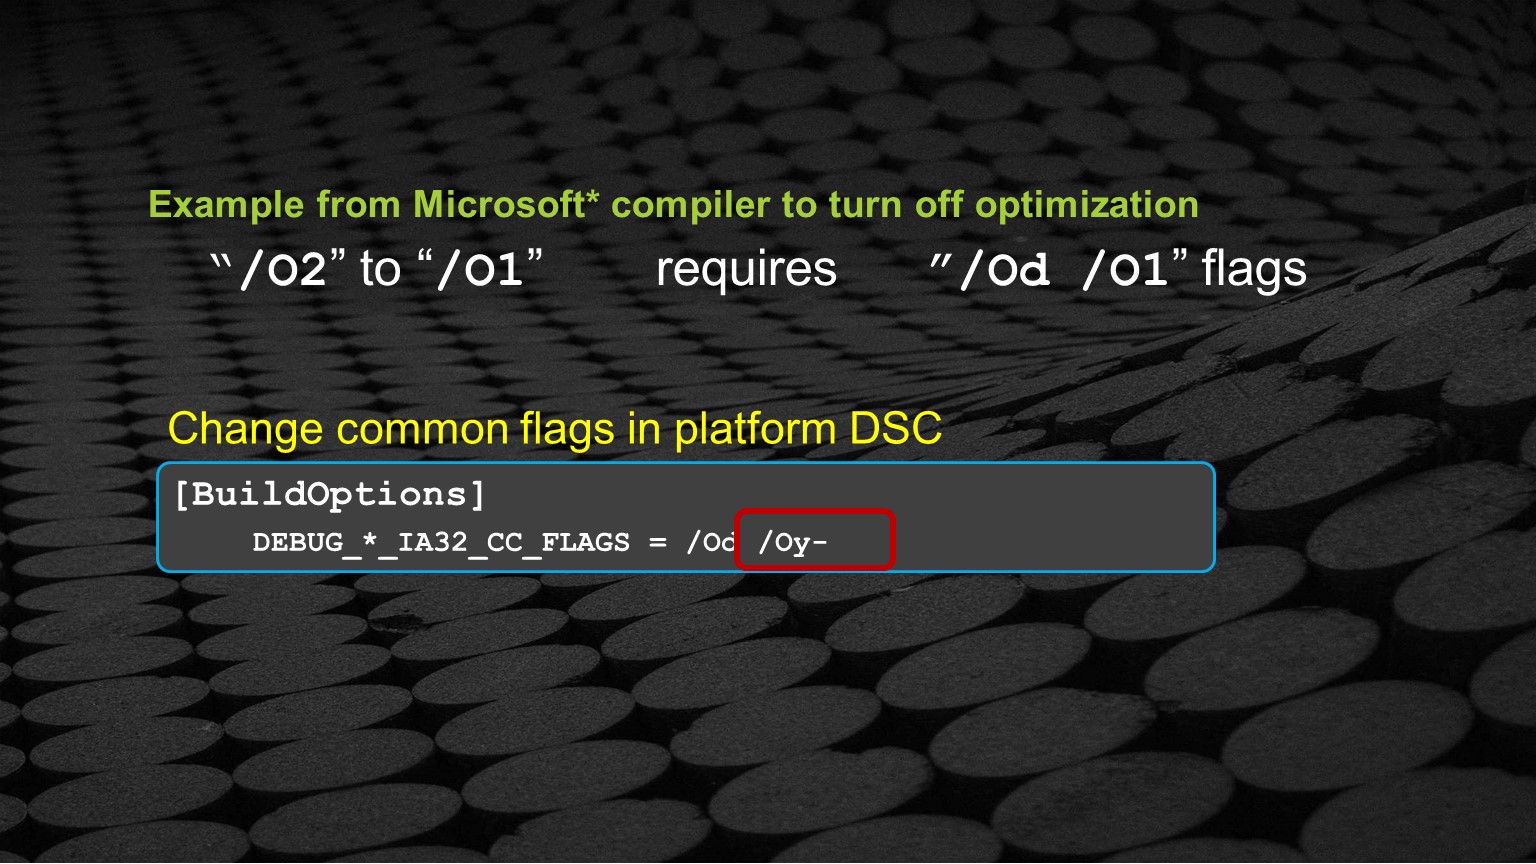 Example from Microsoft* compiler to turn off optimization
“/O2” to “/O1” requires ”/Od /O1” flags
Change common flags in platform DSC
[BuildOptions]
DEBUG_*_IA32_CC_FLAGS = /Od /Oy-